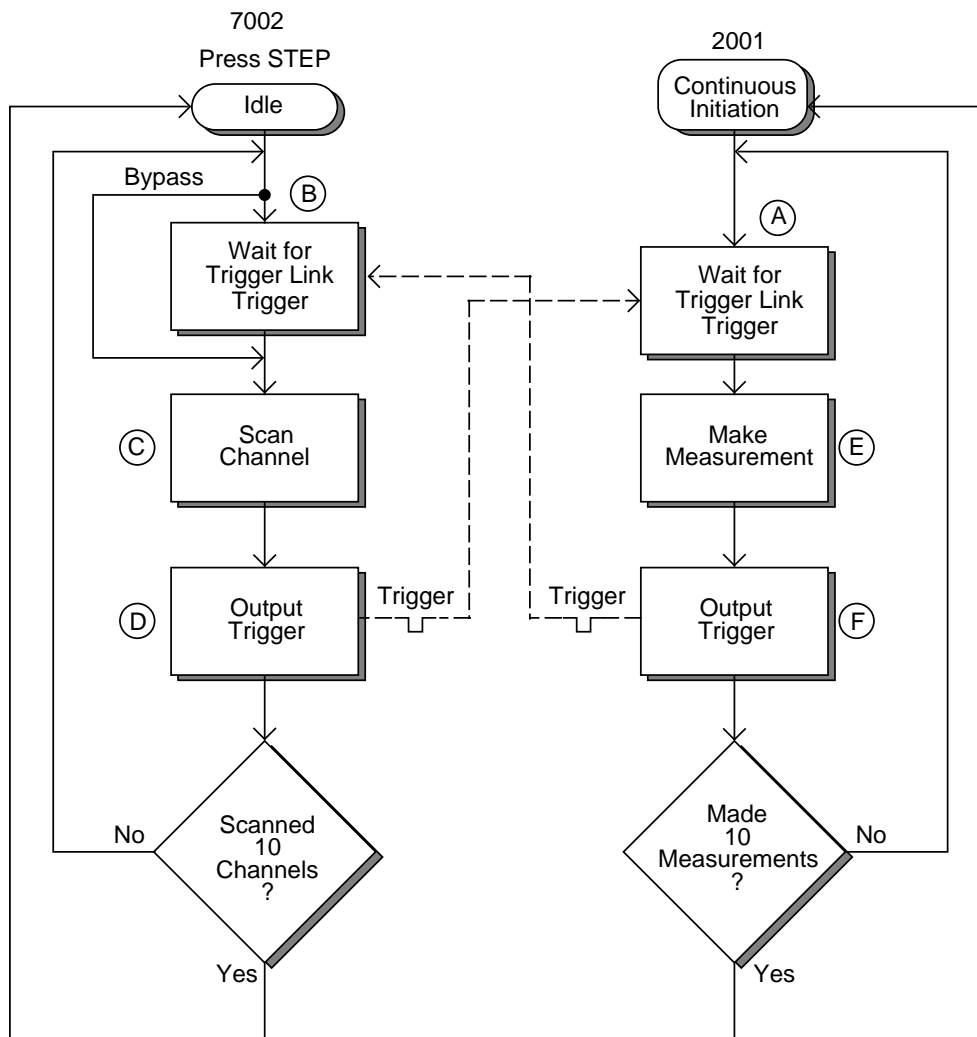 7002
Press STEP
Idle
Bypass
B
Wait for
Trigger Link
Trigger
C
Scan
Channel
D
Output
Trigger
Trigger
No
Scanned
10
Channels
?
Yes
2001
Continuous
Initiation
A
Wait for
Trigger Link
Trigger
Make
Measurement
E
Trigger
Output
Trigger
F
Made
10
Measurements
?
No
Yes